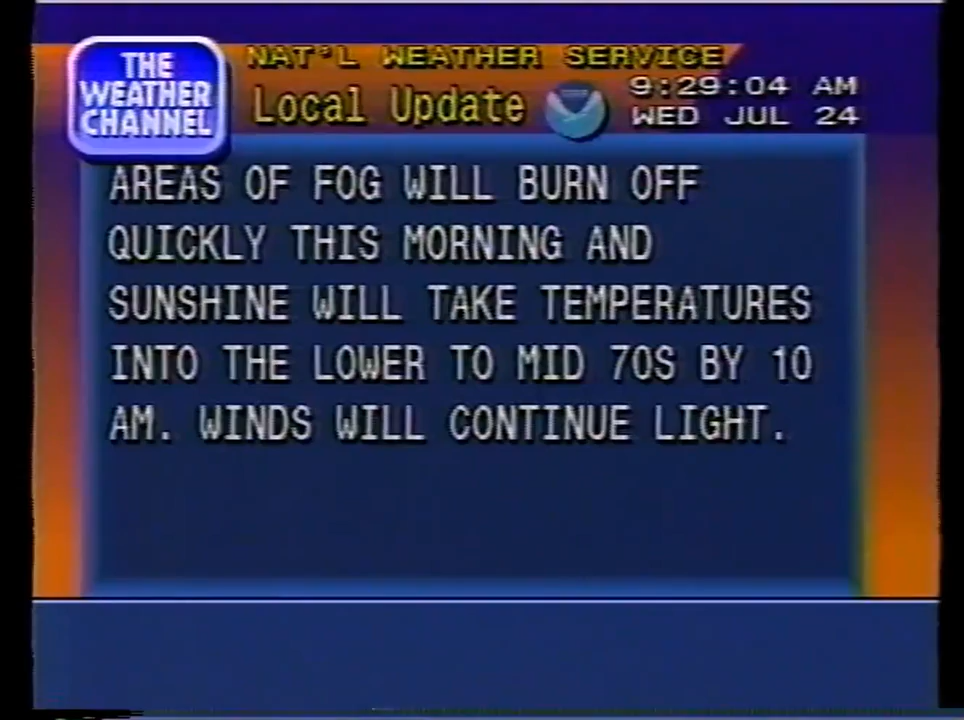 THE
WEATHER
CHANNEL
NAT'L WEATHER SERVICE
Local Update
9:29:04 AM
WED JUL 24
AREAS OF FOG WILL BURN OFF
QUICKLY THIS MORNING AND
SUNSHINE WILL TAKE TEMPERATURES
INTO THE LOWER TO MID 70S BY 10
AM. WINDS WILL CONTINUE LIGHT.